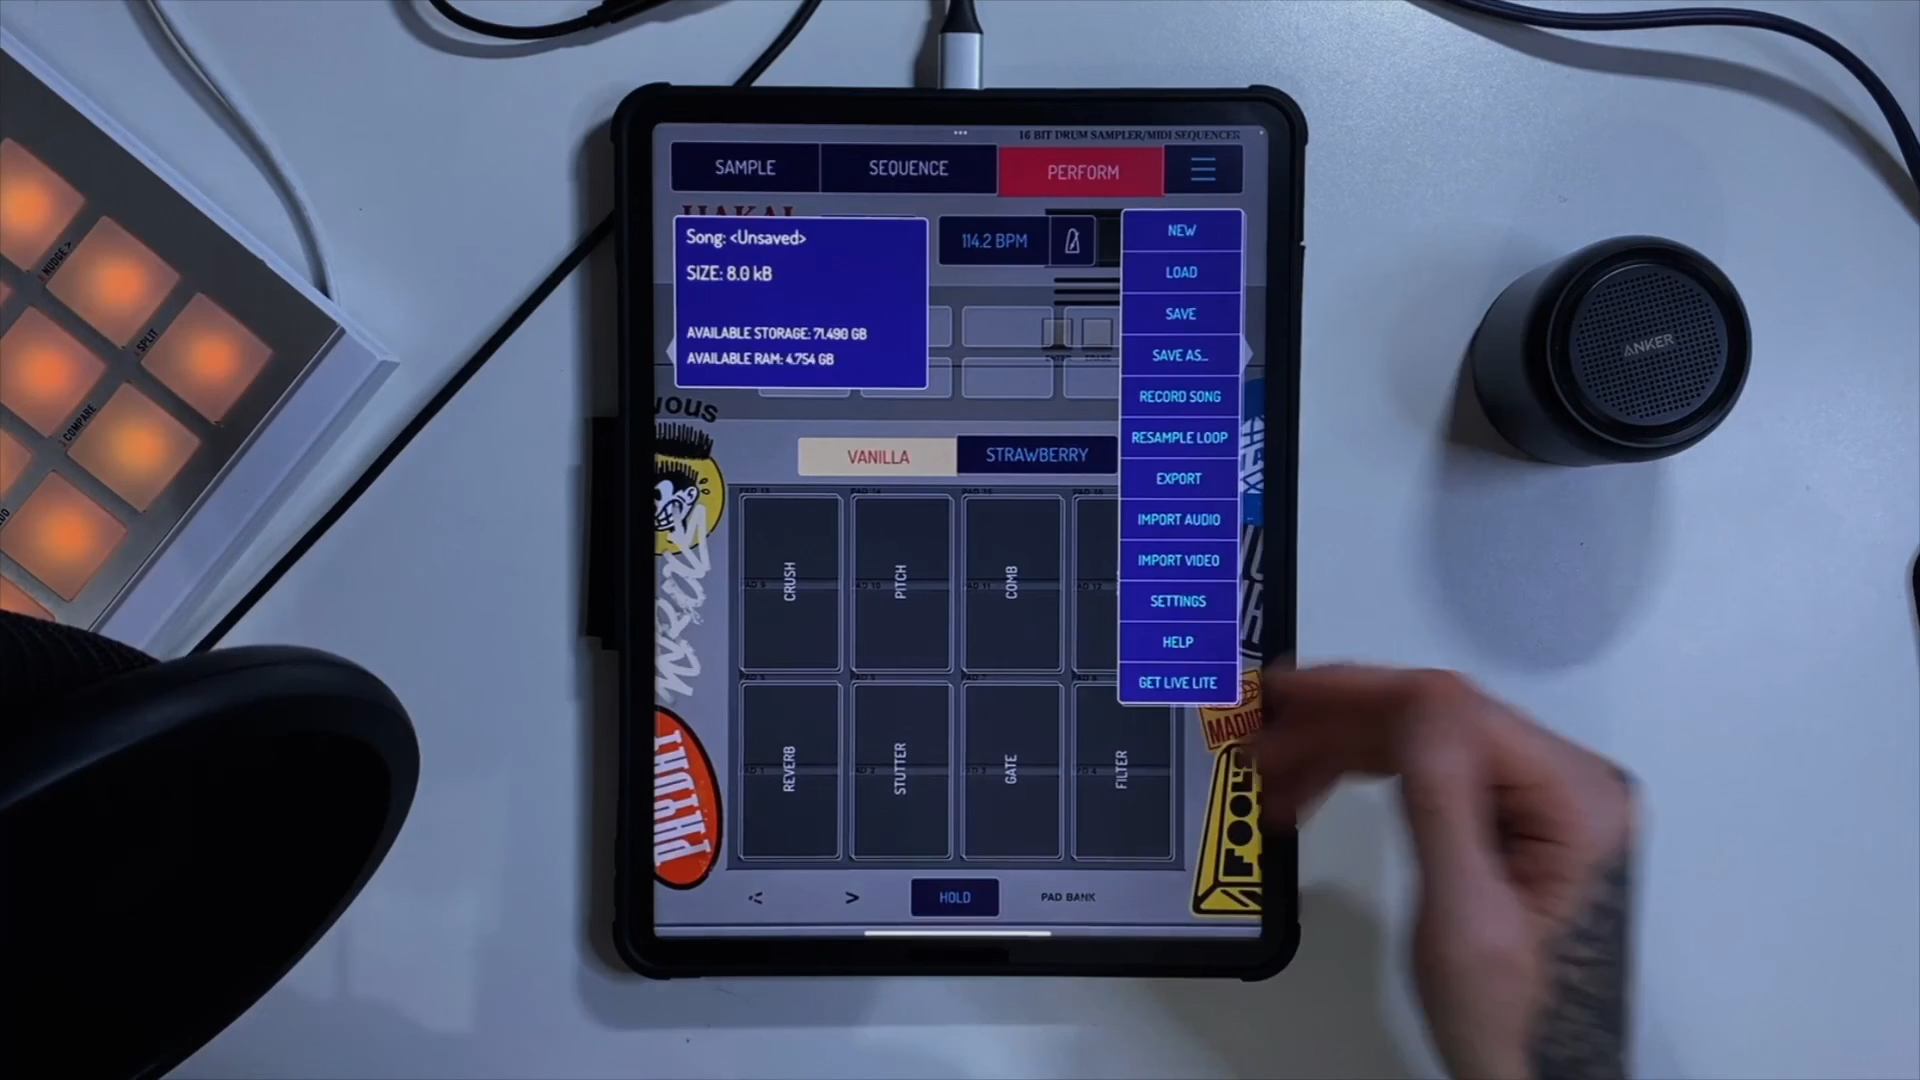 16 BIT DRUM SAMPLER/MIDI SEQUENCER
SAMPLE
SEQUENCE
PERFORM
Song: <Unsaved>
SIZE: 8.0 kB
AVAILABLE STORAGE: 71.490 GB
AVAILABLE RAM: 4.754 GB
114.2 BPM
NEW
LOAD
SAVE
SAVE AS...
RECORD SONG
RESAMPLE LOOP
EXPORT
IMPORT AUDIO
IMPORT VIDEO
SETTINGS
HELP
GET LIVE LITE
VANILLA
STRAWBERRY
CRUSH
PITCH
COMB
REVERB
STUTTER
GATE
FILTER
<
>
HOLD
PAD BANK
NUDGE >
SPLIT
COMPARE
ANKER